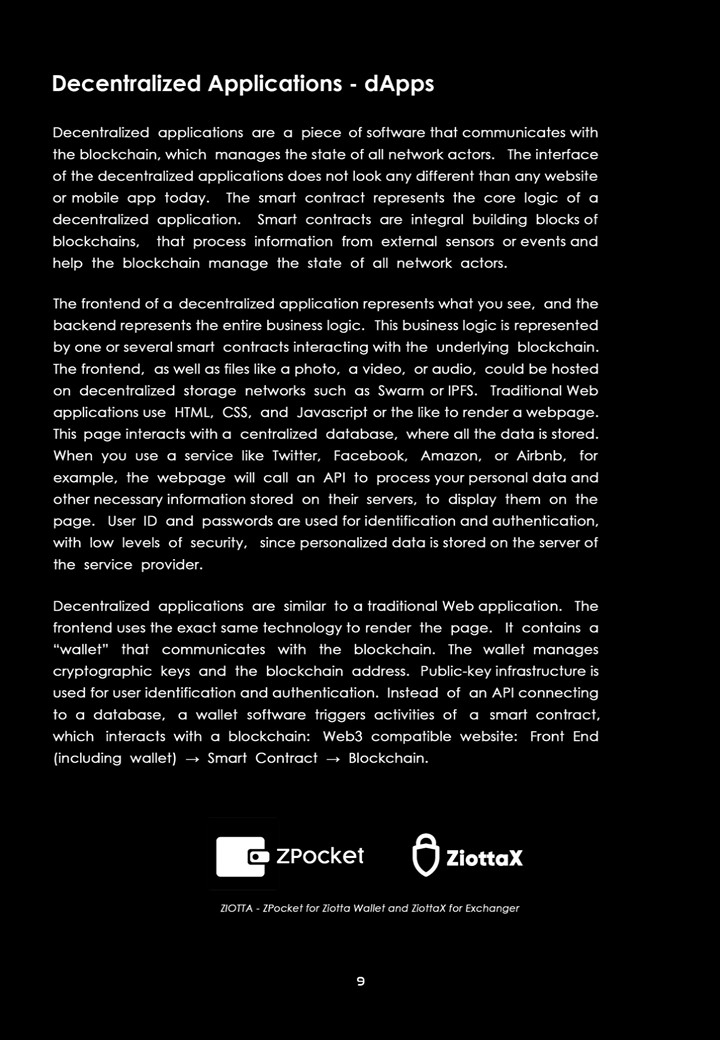 Decentralized Applications - dApps
Decentralized applications are a piece of software that communicates with
the blockchain, which manages the state of all network actors. The interface
of the decentralized applications does not look any different than any website
or mobile app today. The smart contract represents the core logic of a
decentralized application. Smart contracts are integral building blocks of
blockchains, that process information from external sensors or events and
help the blockchain manage the state of all network actors.
The frontend of a decentralized application represents what you see, and the
backend represents the entire business logic. This business logic is represented
by one or several smart contracts interacting with the underlying blockchain.
The frontend, as well as files like a photo, a video, or audio, could be hosted
on decentralized storage networks such as Swarm or IPFS. Traditional Web
applications use HTML, CSS, and Javascript or the like to render a webpage.
This page interacts with a centralized database, where all the data is stored.
When you use a service like Twitter, Facebook, Amazon, or Airbnb, for
example, the webpage will call an API to process your personal data and
other necessary information stored on their servers, to display them on the
page. User ID and passwords are used for identification and authentication,
with low levels of security, since personalized data is stored on the server of
the service provider.
Decentralized applications are similar to a traditional Web application. The
frontend uses the exact same technology to render the page. It contains a
“wallet” that communicates with the blockchain. The wallet manages
cryptographic keys and the blockchain address. Public-key infrastructure is
used for user identification and authentication. Instead of an API connecting
to a database, a wallet software triggers activities of a smart contract,
which interacts with a blockchain: Web3 compatible website: Front End
(including wallet) → Smart Contract → Blockchain.
ZPocket
ZiottaX
ZIOTTA - ZPocket for Ziotta Wallet and ZiottaX for Exchanger
9